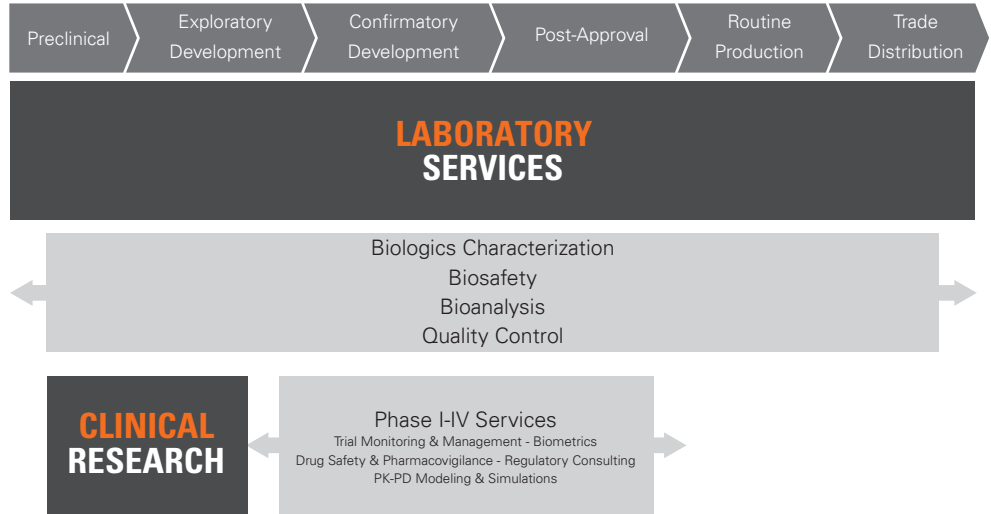 Preclinical
Exploratory
Development
Confirmatory
Development
Post-Approval
Routine
Production
Trade
Distribution
LABORATORY
SERVICES
Biologics Characterization
Biosafety
Bioanalysis
Quality Control
CLINICAL
RESEARCH
Phase I-IV Services
Trial Monitoring & Management - Biometrics
Drug Safety & Pharmacovigilance - Regulatory Consulting
PK-PD Modeling & Simulations